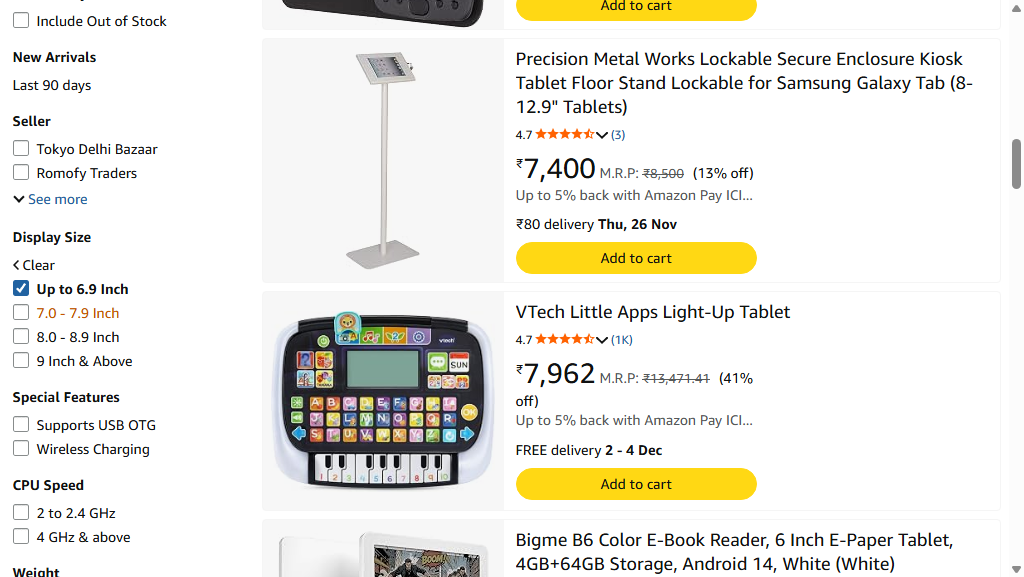 Include Out of Stock
New Arrivals
Last 90 days
Seller
Tokyo Delhi Bazaar
Romofy Traders
See more
Display Size
Clear
Up to 6.9 Inch
7.0 - 7.9 Inch
8.0 - 8.9 Inch
9 Inch & Above
Special Features
Supports USB OTG
Wireless Charging
CPU Speed
2 to 2.4 GHz
4 GHz & above
Weight
Add to cart
Precision Metal Works Lockable Secure Enclosure Kiosk
Tablet Floor Stand Lockable for Samsung Galaxy Tab (8-
12.9" Tablets)
4.7 (3)
₹7,400 M.R.P: ₹8,500 (13% off)
Up to 5% back with Amazon Pay ICI...
₹80 delivery Thu, 26 Nov
Add to cart
vtech
SUN
OK
VTech Little Apps Light-Up Tablet
4.7 (1K)
₹7,962 M.R.P: ₹13,471.41 (41%
off)
Up to 5% back with Amazon Pay ICI...
FREE delivery 2 - 4 Dec
Add to cart
BOOM!
Bigme B6 Color E-Book Reader, 6 Inch E-Paper Tablet,
4GB+64GB Storage, Android 14, White (White)